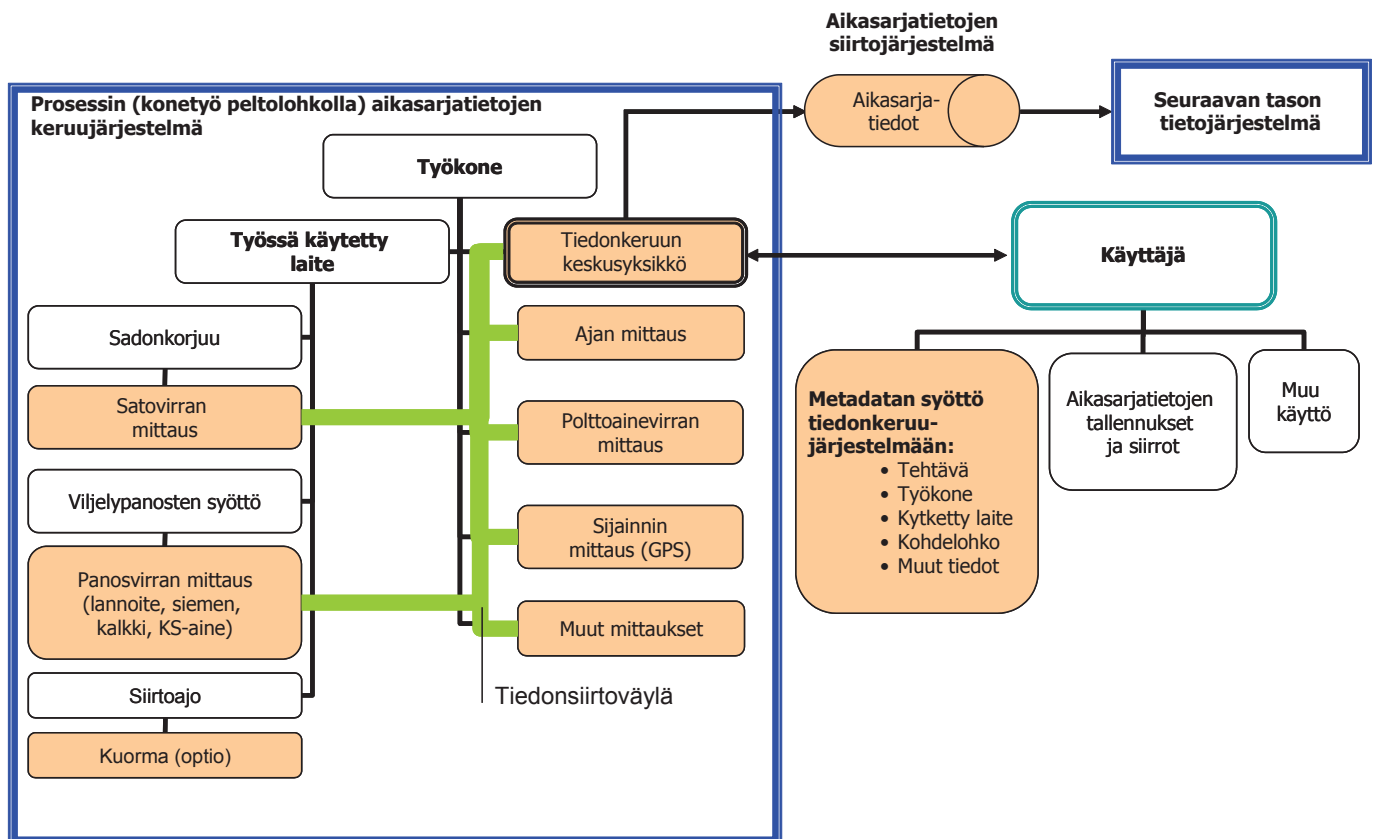 Aikasarjatietojen
siirtojärjestelmä
Prosessin (konetyö peltolohkolla) aikasarjatietojen
keruujärjestelmä
Aikasarja-
tiedot
Seuraavan tason
tietojärjestelmä
Työkone
Työssä käytetty
laite
Tiedonkeruun
keskusyksikkö
Käyttäjä
Sadonkorjuu
Ajan mittaus
Satovirran
mittaus
Polttoainevirran
mittaus
Viljelypanosten syöttö
Sijainnin
mittaus (GPS)
Panosvirran mittaus
(lannoite, siemen,
kalkki, KS-aine)
Muut mittaukset
Siirtoajo
Tiedonsiirtoväylä
Kuorma (optio)
Metadatan syöttö
tiedonkeruu-
järjestelmään:
• Tehtävä
• Työkone
• Kytketty laite
• Kohdelohko
• Muut tiedot
Aikasarjatietojen
tallennukset
ja siirrot
Muu
käyttö